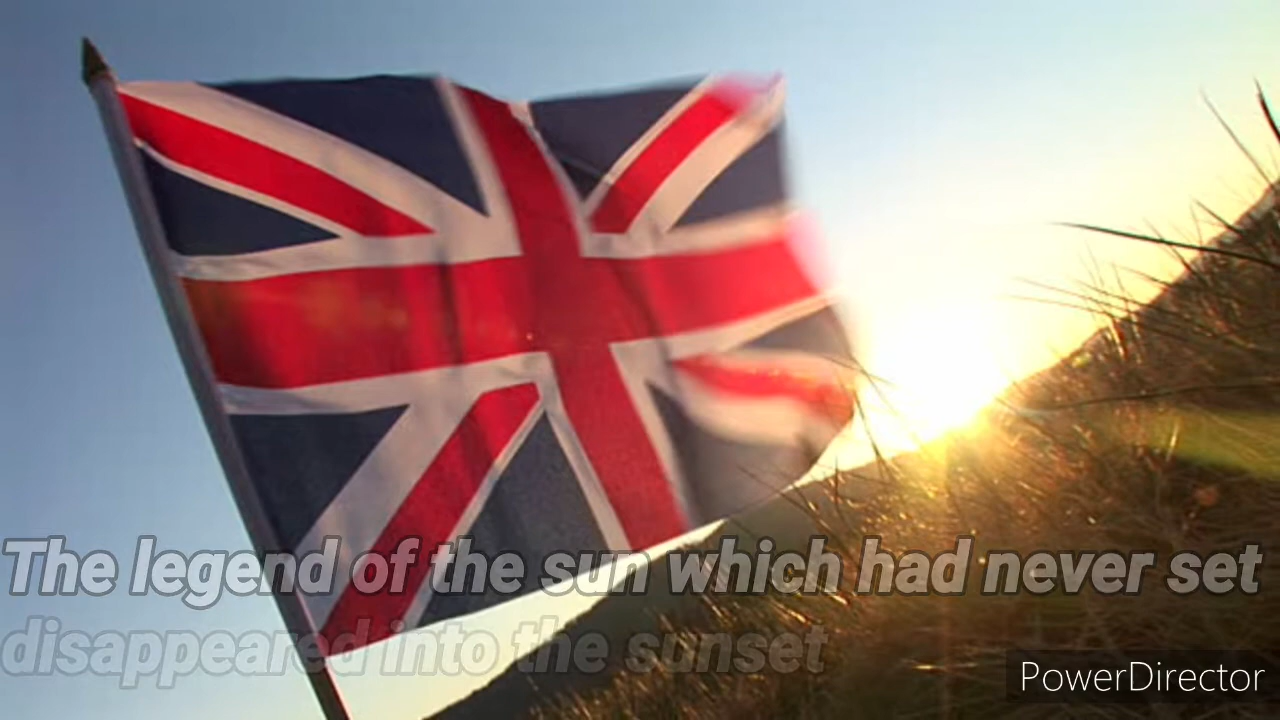 The legend of the sun which had never set
disappeared into the sunset
PowerDirector